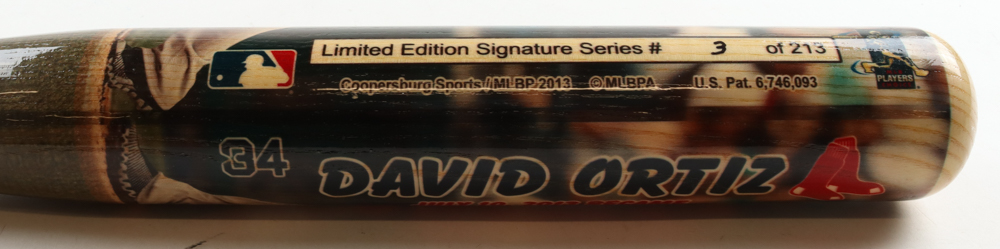 Limited Edition Signature Series # 3 of 213
Coopersburg Sports / MLBP 2013 © MLBPA U.S. Pat. 6,746,093
PLAYERS
34
DAVID ORTIZ